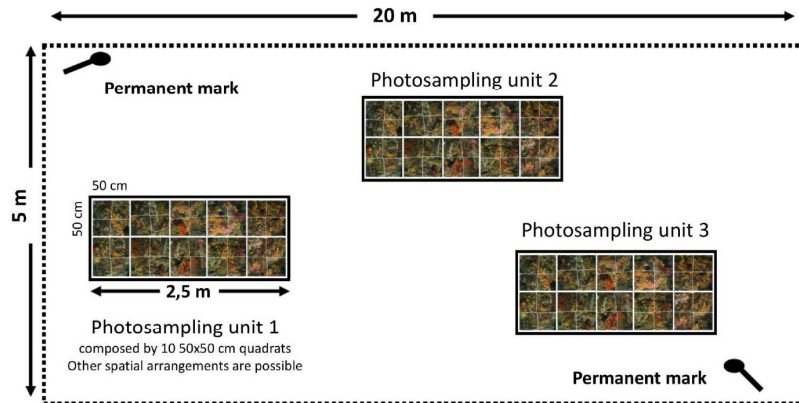 20 m
Permanent mark
Photosampling unit 2
5 m
50 cm
50 cm
2,5 m
Photosampling unit 1
composed by 10 50x50 cm quadrats
Other spatial arrangements are possible
Photosampling unit 3
Permanent mark